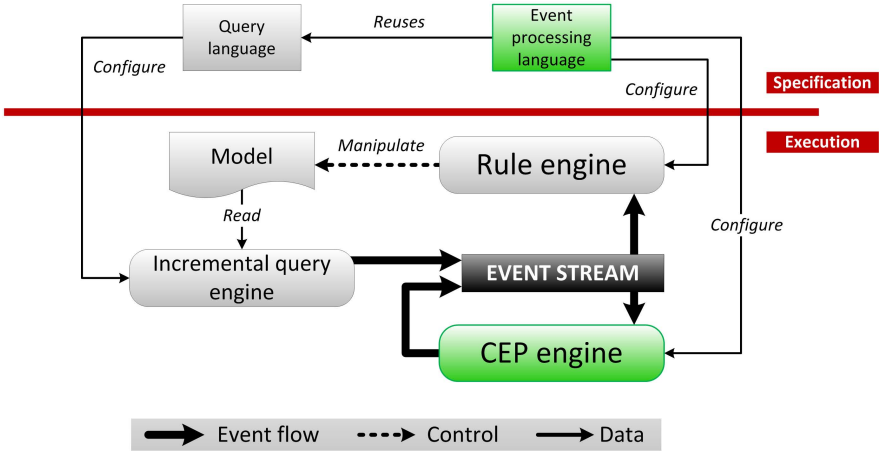 Query
language
Reuses
Event
processing
language
Configure
Configure
Specification
Execution
Model
Manipulate
Rule engine
Read
Configure
Incremental query
engine
EVENT STREAM
CEP engine
Event flow
Control
Data